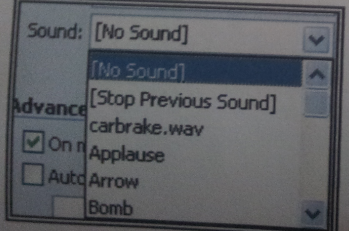 Sound: [No Sound]
[No Sound]
[Stop Previous Sound]
carbrake.wav
Advance
On m
Applause
Auto
Arrow
Bomb